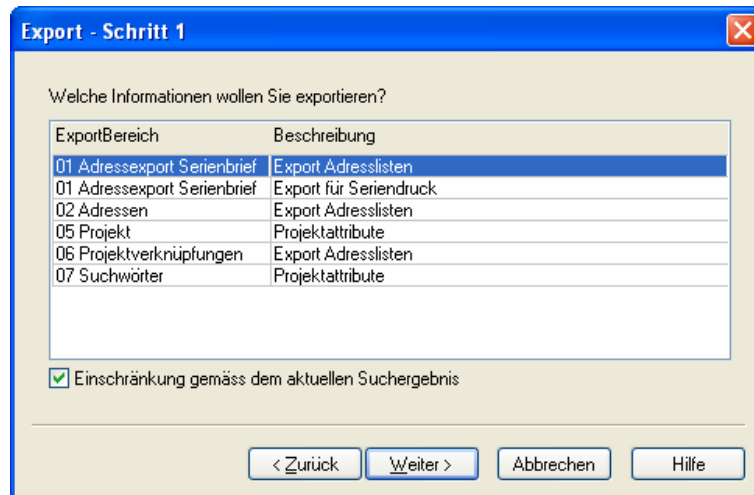 Export - Schritt 1
Welche Informationen wollen Sie exportieren?
ExportBereich Beschreibung
01 Adressexport Serienbrief Export Adresslisten
01 Adressexport Serienbrief Export für Seriendruck
02 Adressen Export Adresslisten
05 Projekt Projektattribute
06 Projektverknüpfungen Export Adresslisten
07 Suchwörter Projektattribute
Einschränkung gemäss dem aktuellen Suchergebnis
< Zurück Weiter > Abbrechen Hilfe